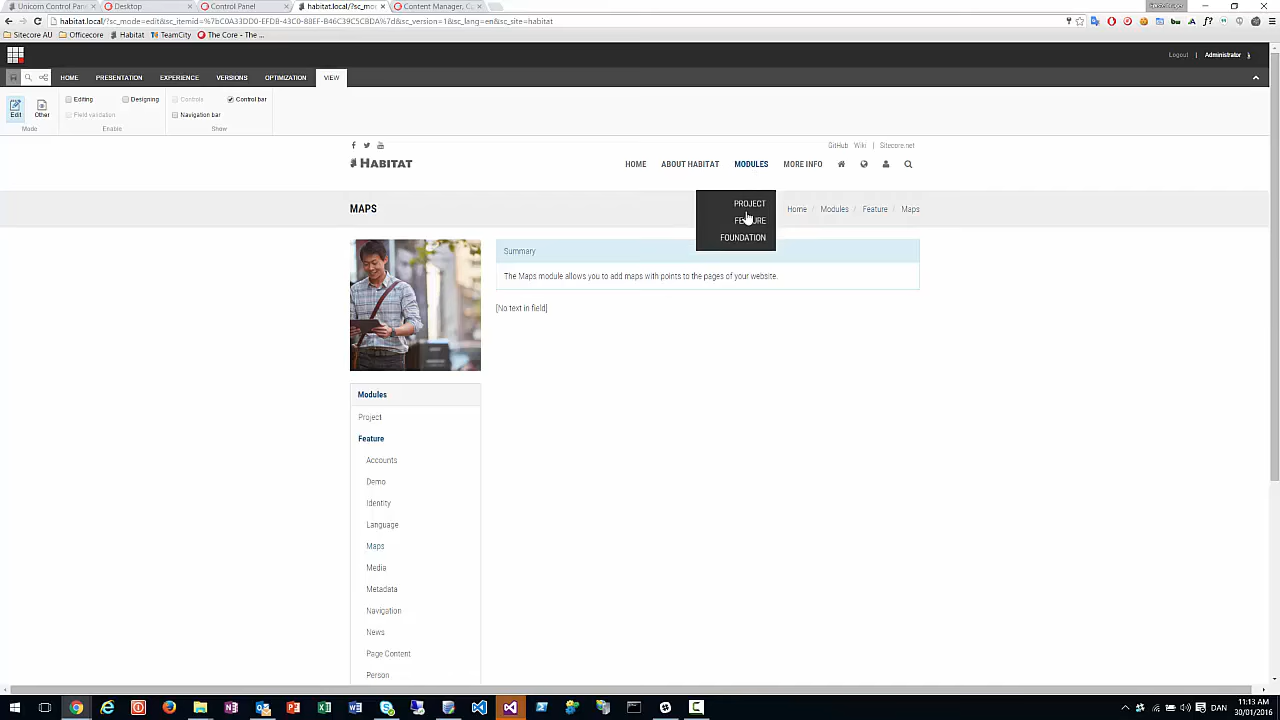 Unicorn Control Pan
Desktop
Control Panel
habitat.local/?sc_mo
Content Manager, Co
habitat.local/?sc_mode=edit&sc_itemid=%7bC0A33DD0-EFDB-43C0-88EF-B46C39C5CBDA%7d&sc_version=1&sc_lang=en&sc_site=habitat
Sitecore AU
Officecore
Habitat
TeamCity
The Core - The ...
Logout
Administrator
HOME
PRESENTATION
EXPERIENCE
VERSIONS
OPTIMIZATION
VIEW
Edit
Other
Mode
Editing
Designing
Field validation
Enable
Controls
Control bar
Navigation bar
Show
GitHub Wiki | Sitecore.net
HABITAT
HOME
ABOUT HABITAT
MODULES
MORE INFO
PROJECT
FEATURE
FOUNDATION
MAPS
Home / Modules / Feature / Maps
Summary
The Maps module allows you to add maps with points to the pages of your website.
[No text in field]
Modules
Project
Feature
Accounts
Demo
Identity
Language
Maps
Media
Metadata
Navigation
News
Page Content
Person
DAN
11:13 AM
30/01/2016